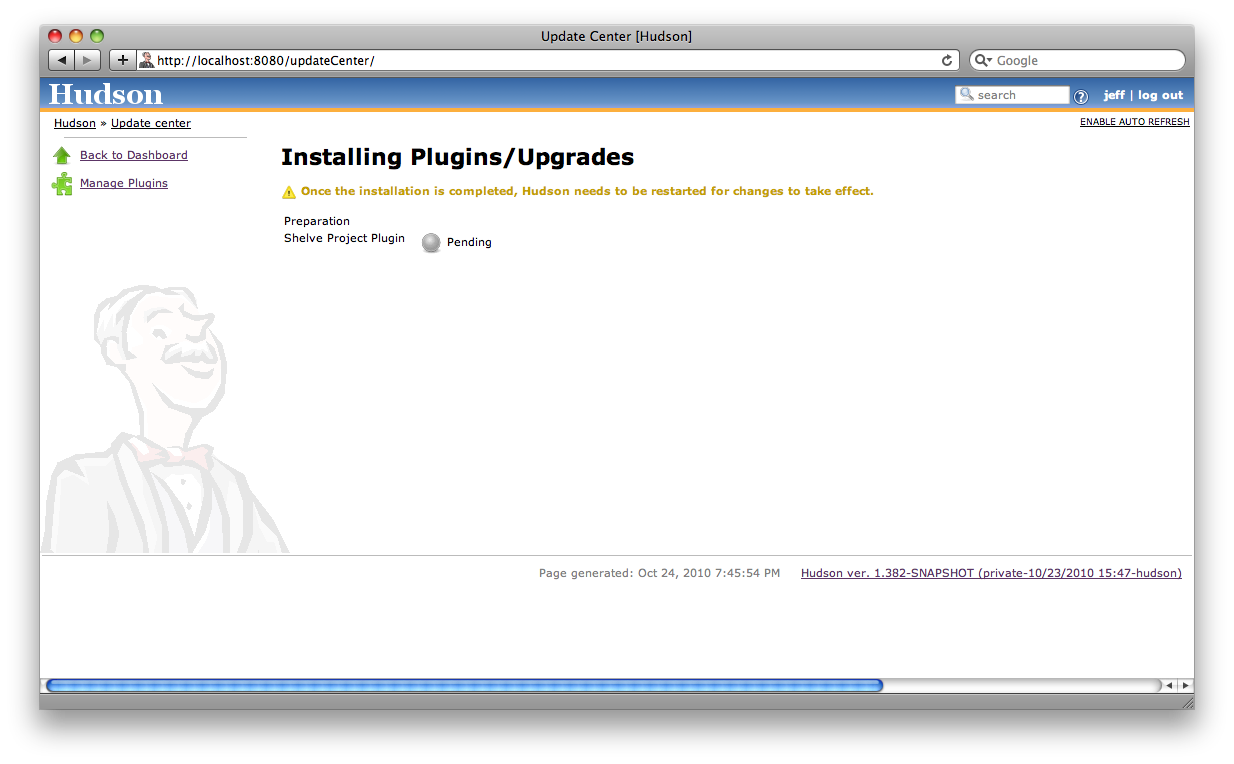 Update Center [Hudson]
http://localhost:8080/updateCenter/
Google
Hudson
search
jeff | log out
Hudson » Update center
ENABLE AUTO REFRESH
Back to Dashboard
Manage Plugins
Installing Plugins/Upgrades
Once the installation is completed, Hudson needs to be restarted for changes to take effect.
Preparation
Shelve Project Plugin
Pending
Page generated: Oct 24, 2010 7:45:54 PM
Hudson ver. 1.382-SNAPSHOT (private-10/23/2010 15:47-hudson)